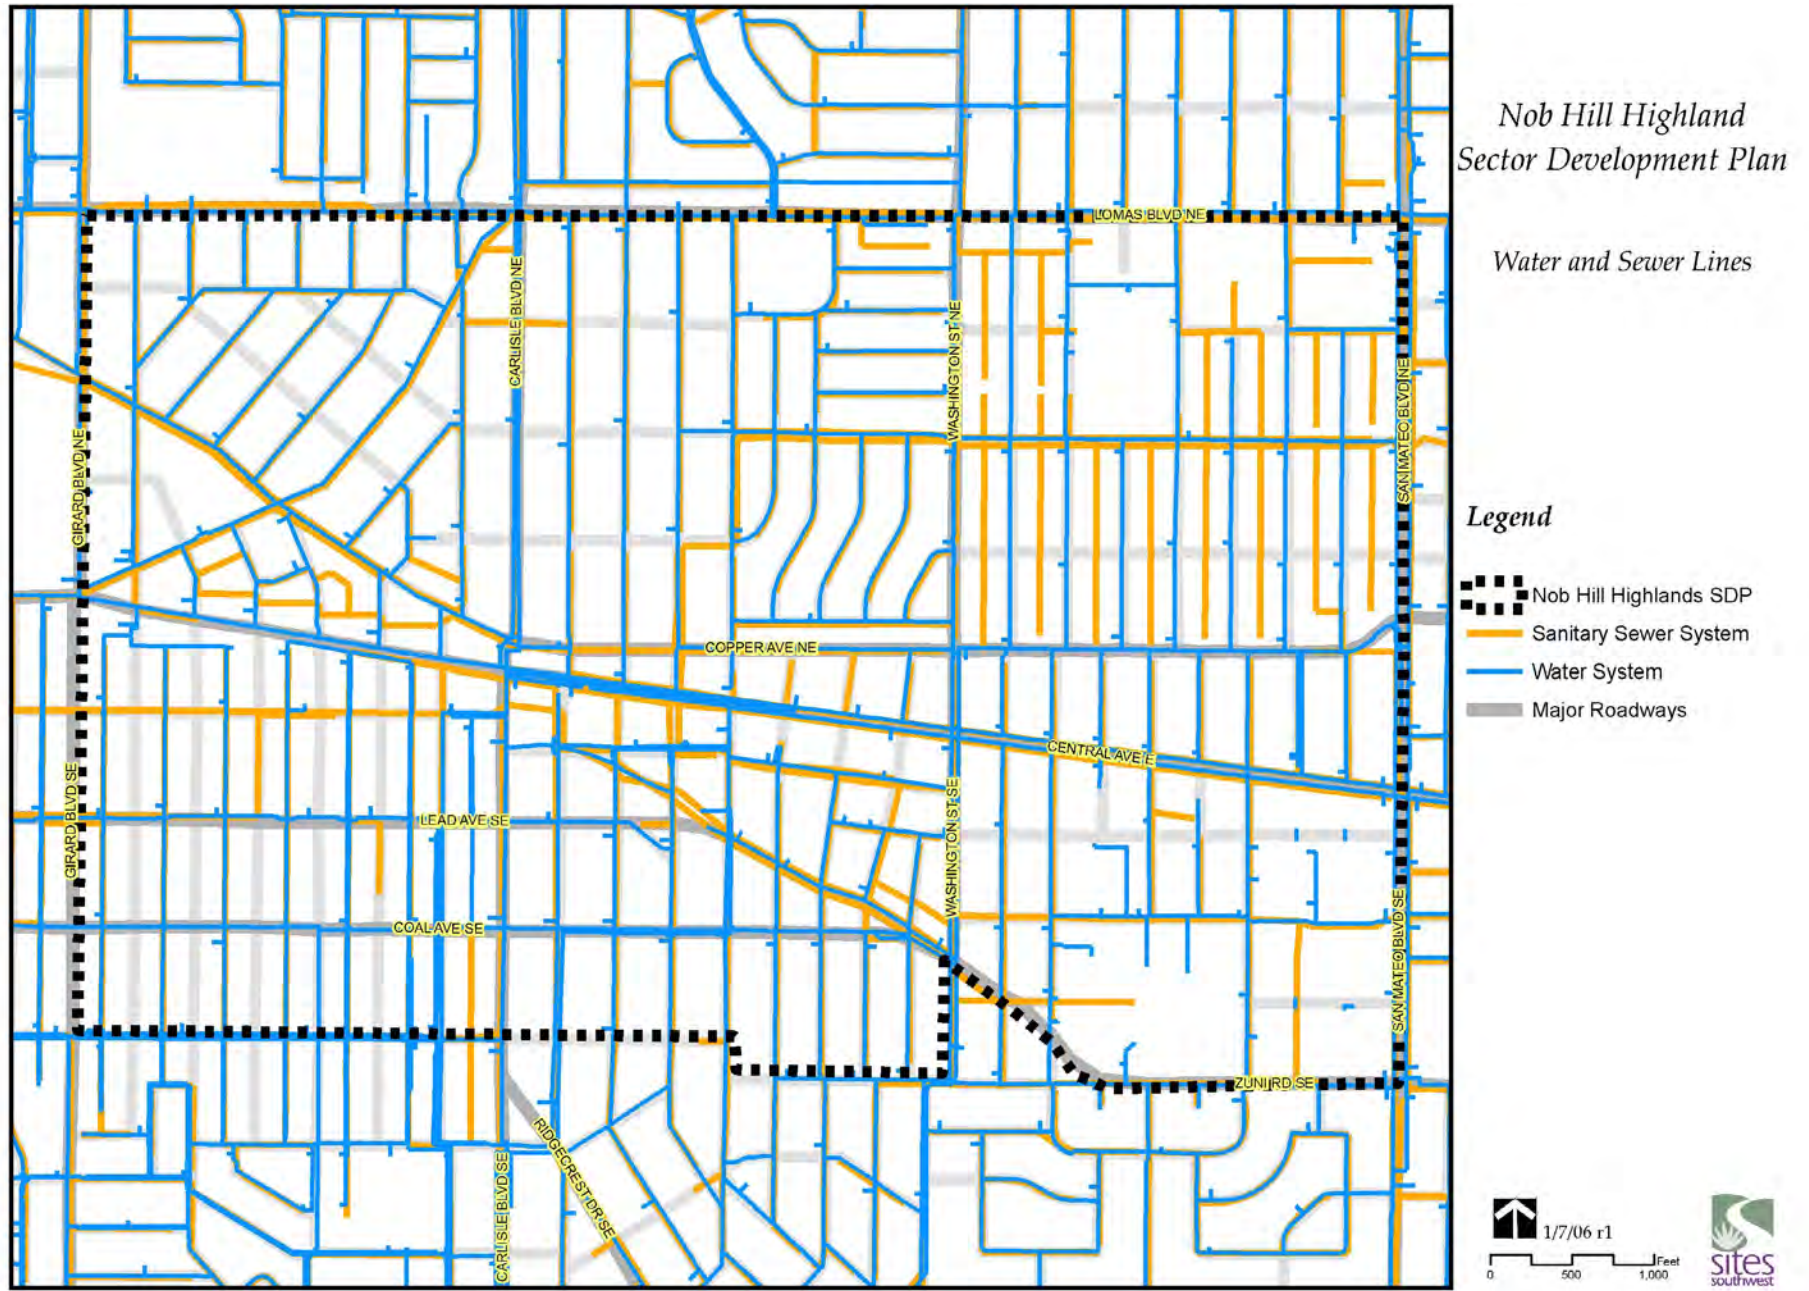 Nob Hill Highland
Sector Development Plan
Water and Sewer Lines
Legend
Nob Hill Highlands SDP
Sanitary Sewer System
Water System
Major Roadways
LOMAS BLVD NE
CARLISLE BLVD NE
WASHINGTON ST NE
SAN MATEO BLVD NE
GIRARD BLVD NE
COPPER AVE NE
CENTRAL AVE E
GIRARD BLVD SE
LEAD AVE SE
WASHINGTON ST SE
COAL AVE SE
SAN MATEO BLVD SE
ZUNI RD SE
RIDGECREST DR SE
CARLISLE BLVD SE
1/7/06 r1
Feet
0 500 1,000
sites
southwest